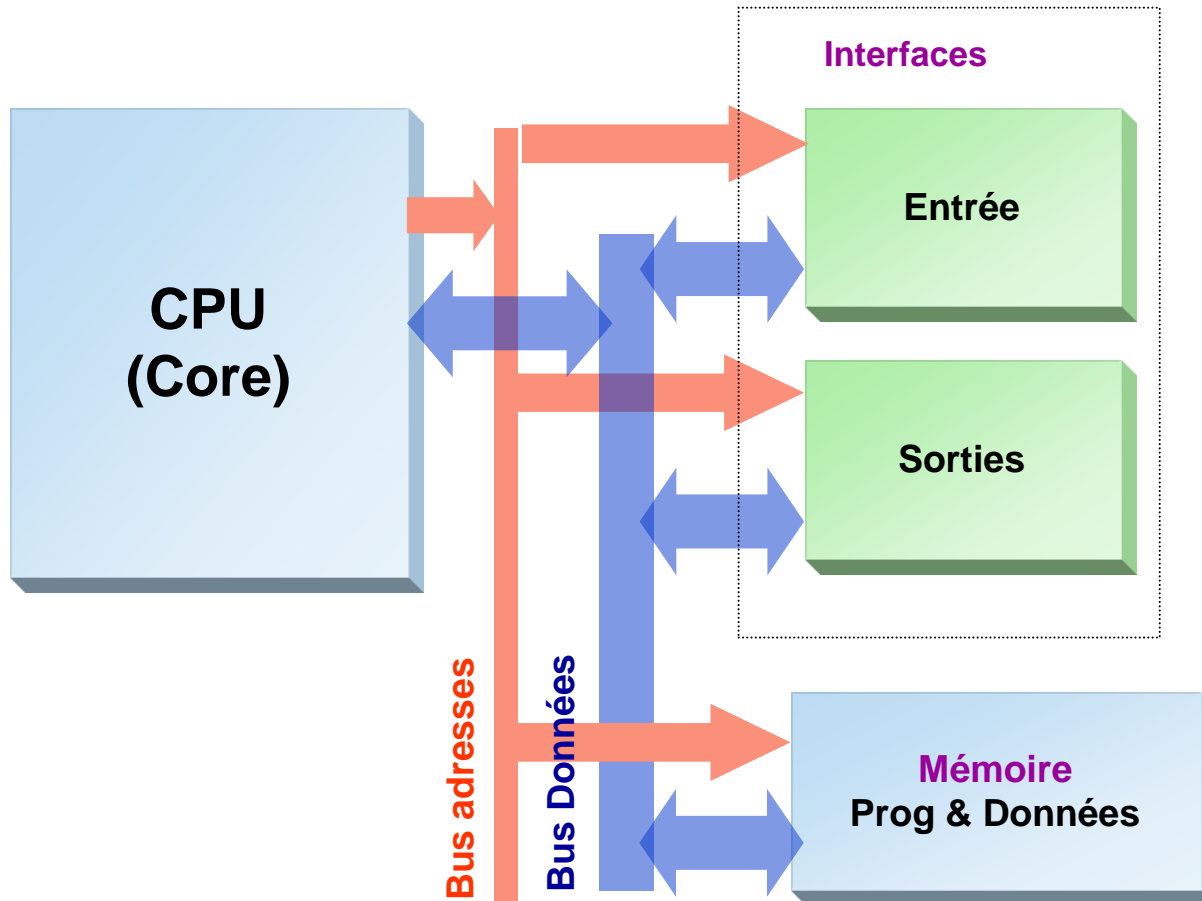 Interfaces
CPU
(Core)
Entrée
Sorties
Bus adresses
Bus Données
Mémoire
Prog & Données